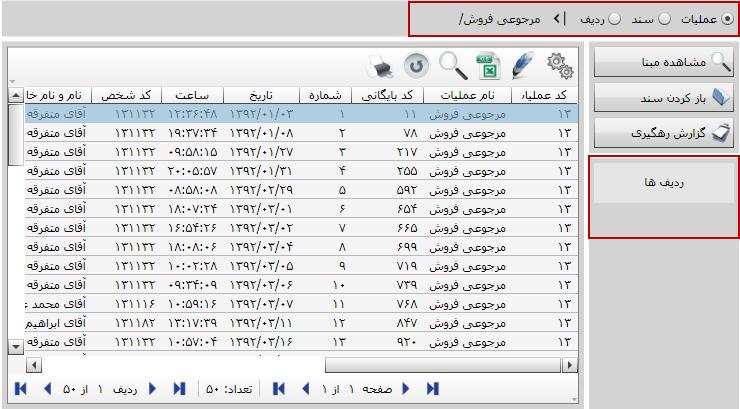 عملیات سند ردیف مرجوعی فروش/
مشاهده مبنا
باز کردن سند
گزارش رهگیری
ردیف ها
کد عملیا‍ نام عملیات کد بایگانی شماره تاریخ ساعت کد شخص نام و نام خا
۱۳ مرجوعی فروش ۱۱ ۱ ۱۳۹۲/۰۱/۰۳ ۱۲:۳۶:۴۸ ۱۳۱۱۳۲ آقای متفرقه
۱۳ مرجوعی فروش ۷۸ ۲ ۱۳۹۲/۰۱/۰۸ ۱۹:۳۷:۳۴ ۱۳۱۱۳۲ آقای متفرقه
۱۳ مرجوعی فروش ۲۱۷ ۳ ۱۳۹۲/۰۱/۲۷ ۰۹:۵۸:۱۵ ۱۳۱۱۳۲ آقای متفرقه
۱۳ مرجوعی فروش ۲۵۵ ۴ ۱۳۹۲/۰۱/۳۱ ۲۰:۰۵:۵۷ ۱۳۱۱۳۲ آقای متفرقه
۱۳ مرجوعی فروش ۵۹۲ ۵ ۱۳۹۲/۰۲/۲۹ ۰۸:۵۸:۰۸ ۱۳۱۱۳۲ آقای متفرقه
۱۳ مرجوعی فروش ۶۵۴ ۶ ۱۳۹۲/۰۳/۰۱ ۱۸:۰۷:۲۴ ۱۳۱۱۳۲ آقای متفرقه
۱۳ مرجوعی فروش ۶۶۵ ۷ ۱۳۹۲/۰۳/۰۲ ۱۶:۵۴:۲۶ ۱۳۱۱۳۲ آقای متفرقه
۱۳ مرجوعی فروش ۶۹۹ ۸ ۱۳۹۲/۰۳/۰۴ ۱۸:۰۸:۰۶ ۱۳۱۱۳۲ آقای متفرقه
۱۳ مرجوعی فروش ۷۱۹ ۹ ۱۳۹۲/۰۳/۰۵ ۱۰:۰۲:۲۸ ۱۳۱۱۳۲ آقای متفرقه
۱۳ مرجوعی فروش ۷۳۹ ۱۰ ۱۳۹۲/۰۳/۰۶ ۰۹:۳۴:۰۹ ۱۳۱۱۳۲ آقای متفرقه
۱۳ مرجوعی فروش ۷۶۸ ۱۱ ۱۳۹۲/۰۳/۰۷ ۱۰:۵۹:۱۶ ۱۳۱۱۱۶ آقای محمد ع
۱۳ مرجوعی فروش ۸۴۷ ۱۲ ۱۳۹۲/۰۳/۱۱ ۱۳:۱۷:۳۹ ۱۳۱۱۸۲ آقای ابراهیم
۱۳ مرجوعی فروش ۹۲۰ ۱۳ ۱۳۹۲/۰۳/۱۶ ۱۰:۵۷:۰۴ ۱۳۱۱۳۲ آقای متفرقه
صفحه ۱ از ۱ تعداد: ۵۰ ردیف ۱ از ۵۰